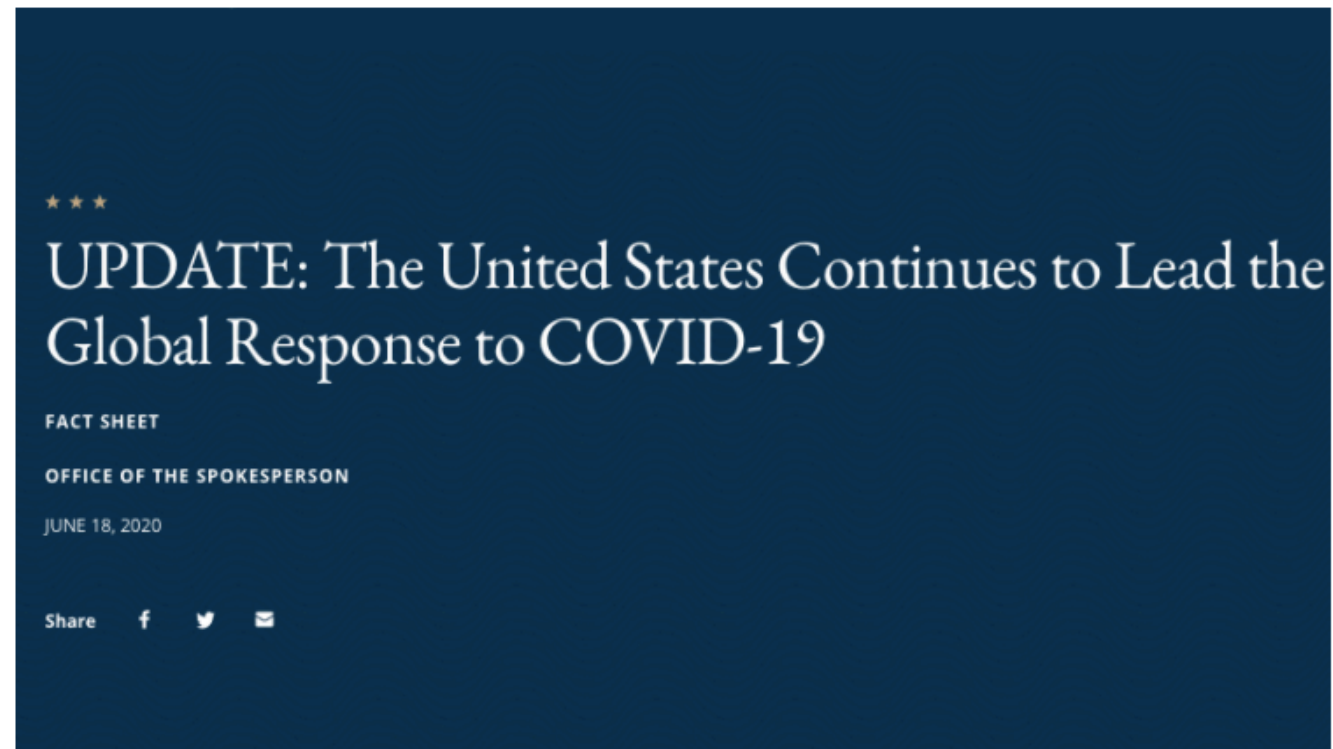 UPDATE: The United States Continues to Lead the
Global Response to COVID-19
FACT SHEET
OFFICE OF THE SPOKESPERSON
JUNE 18, 2020
Share